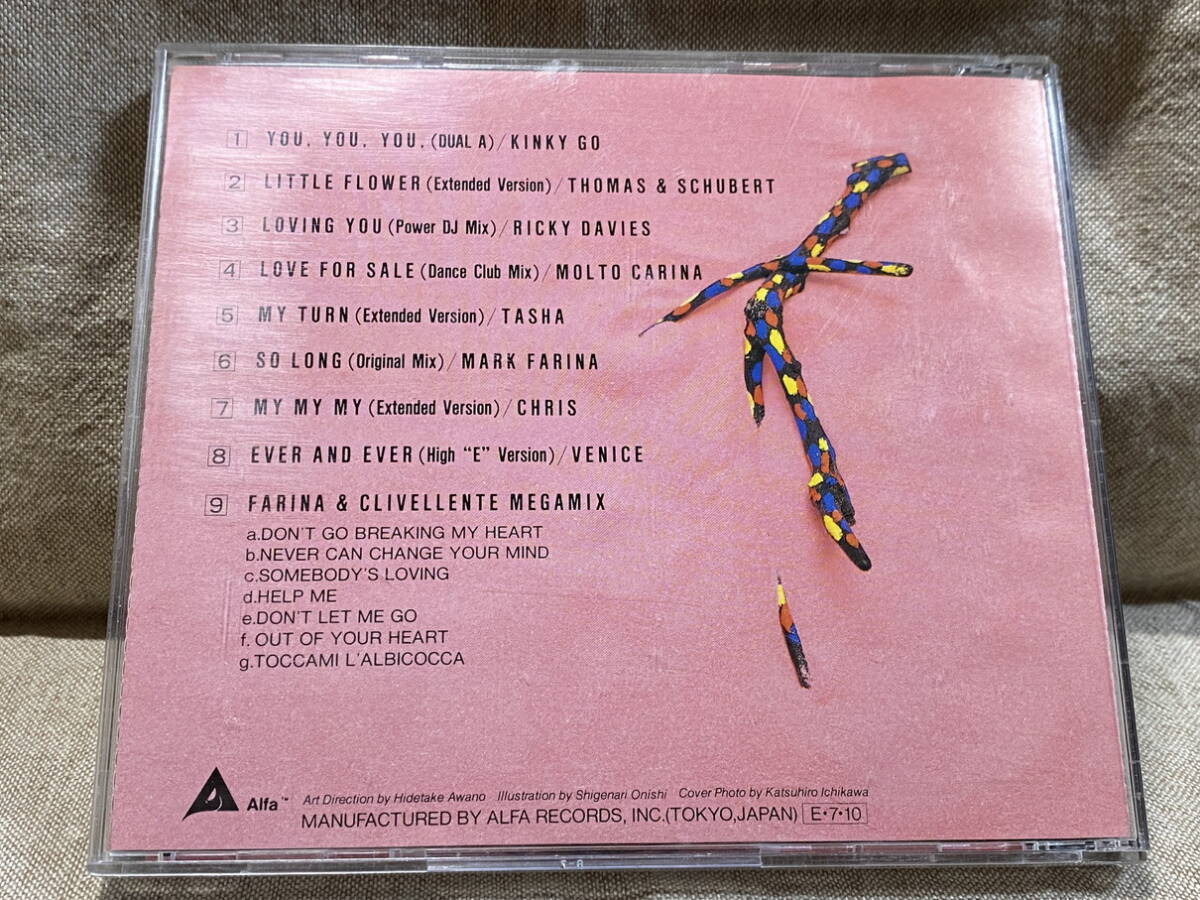 1 YOU, YOU, YOU, (DUAL A)/KINKY GO
2 LITTLE FLOWER (Extended Version)/THOMAS & SCHUBERT
3 LOVING YOU (Power DJ Mix)/RICKY DAVIES
4 LOVE FOR SALE (Dance Club Mix)/MOLTO CARINA
5 MY TURN (Extended Version)/TASHA
6 SO LONG (Original Mix)/MARK FARINA
7 MY MY MY (Extended Version)/CHRIS
8 EVER AND EVER (High "E" Version)/VENICE
9 FARINA & CLIVELLENTE MEGAMIX
a.DON'T GO BREAKING MY HEART
b.NEVER CAN CHANGE YOUR MIND
c.SOMEBODY'S LOVING
d.HELP ME
e.DON'T LET ME GO
f. OUT OF YOUR HEART
g.TOCCAMI L'ALBICOCCA
Alfa™ Art Direction by Hidetake Awano Illustration by Shigenari Onishi Cover Photo by Katsuhiro Ichikawa
MANUFACTURED BY ALFA RECORDS, INC.(TOKYO,JAPAN) E•7•10